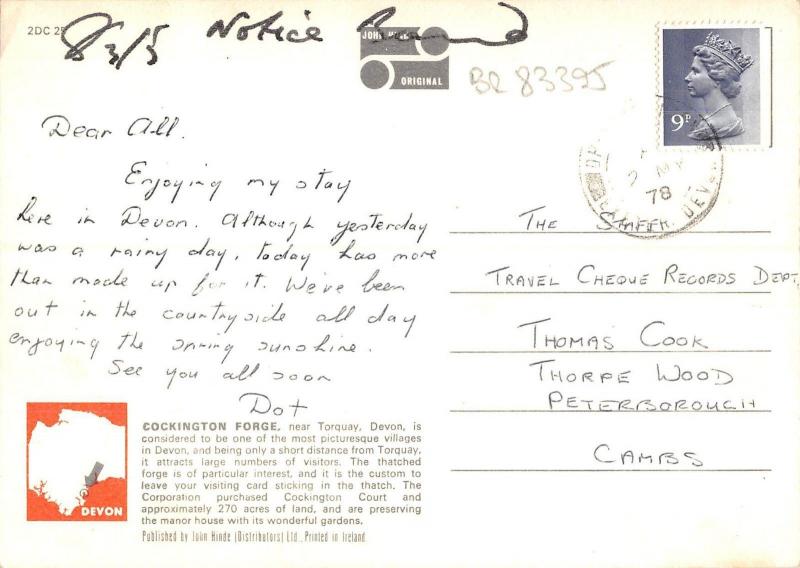 2DC 25
83/5 Notice Board
JOHN HINDE
ORIGINAL
BR 83395
9P
2 MY
78
DEVON
Dear All.
Enjoying my stay
here in Devon. Although yesterday
was a rainy day, today has more
than made up for it. We've been
out in the countryside all day
enjoying the spring sunshine.
See you all soon
Dot
THE STAFF
TRAVEL CHEQUE RECORDS DEPT
THOMAS COOK
THORPE WOOD
PETERBOROUGH
CAMBS
DEVON
COCKINGTON FORGE, near Torquay, Devon, is
considered to be one of the most picturesque villages
in Devon, and being only a short distance from Torquay,
it attracts large numbers of visitors. The thatched
forge is of particular interest, and it is the custom to
leave your visiting card sticking in the thatch. The
Corporation purchased Cockington Court and
approximately 270 acres of land, and are preserving
the manor house with its wonderful gardens.
Published by John Hinde (Distributors) Ltd., Printed in Ireland.